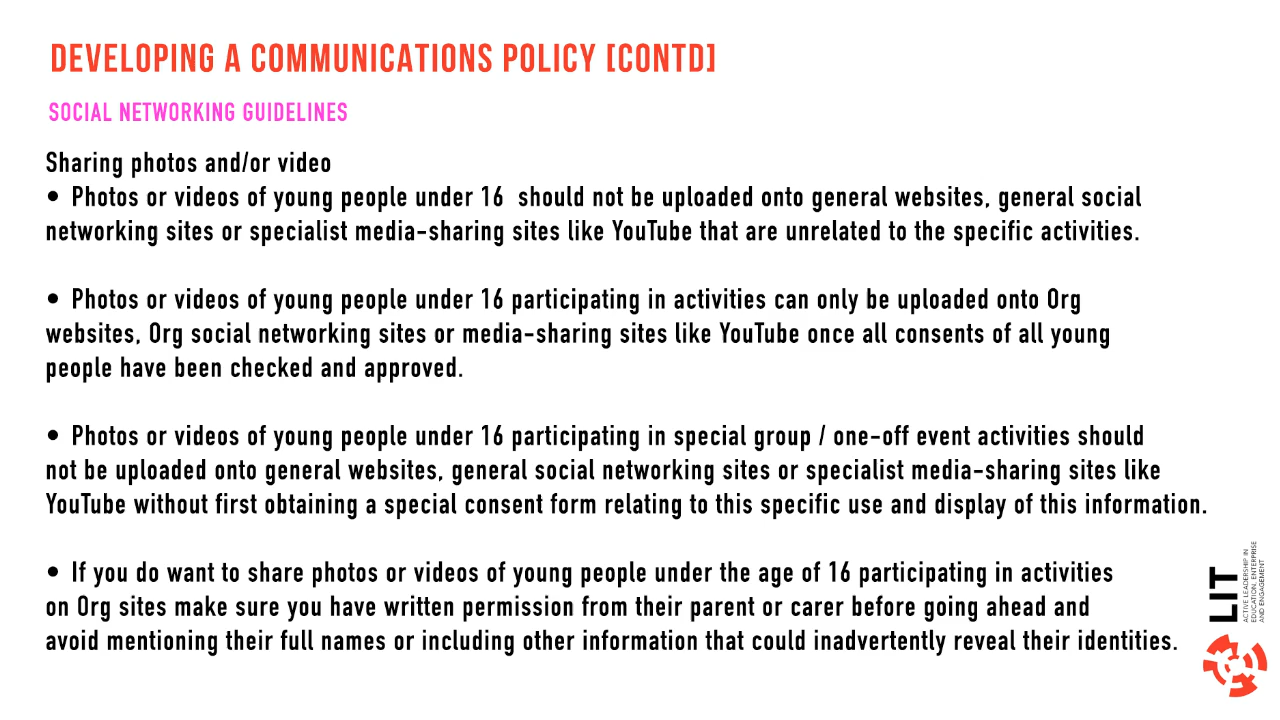 DEVELOPING A COMMUNICATIONS POLICY [CONTD]
SOCIAL NETWORKING GUIDELINES
Sharing photos and/or video
• Photos or videos of young people under 16  should not be uploaded onto general websites, general social
networking sites or specialist media-sharing sites like YouTube that are unrelated to the specific activities.
• Photos or videos of young people under 16 participating in activities can only be uploaded onto Org
websites, Org social networking sites or media-sharing sites like YouTube once all consents of all young
people have been checked and approved.
• Photos or videos of young people under 16 participating in special group / one-off event activities should
not be uploaded onto general websites, general social networking sites or specialist media-sharing sites like
YouTube without first obtaining a special consent form relating to this specific use and display of this information.
• If you do want to share photos or videos of young people under the age of 16 participating in activities
on Org sites make sure you have written permission from their parent or carer before going ahead and
avoid mentioning their full names or including other information that could inadvertently reveal their identities.
LIT
ACTIVE LEADERSHIP IN
EDUCATION, ENTERPRISE
AND ENGAGEMENT